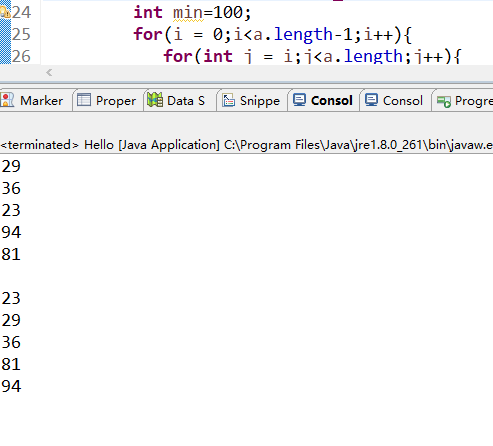 24 int min=100;
25 for(i = 0;i<a.length-1;i++){
26 for(int j = i;j<a.length;j++){
Marker Proper Data S Snippe Consol Consol Progre
<terminated> Hello [Java Application] C:\Program Files\Java\jre1.8.0_261\bin\javaw.e
29
36
23
94
81
23
29
36
81
94